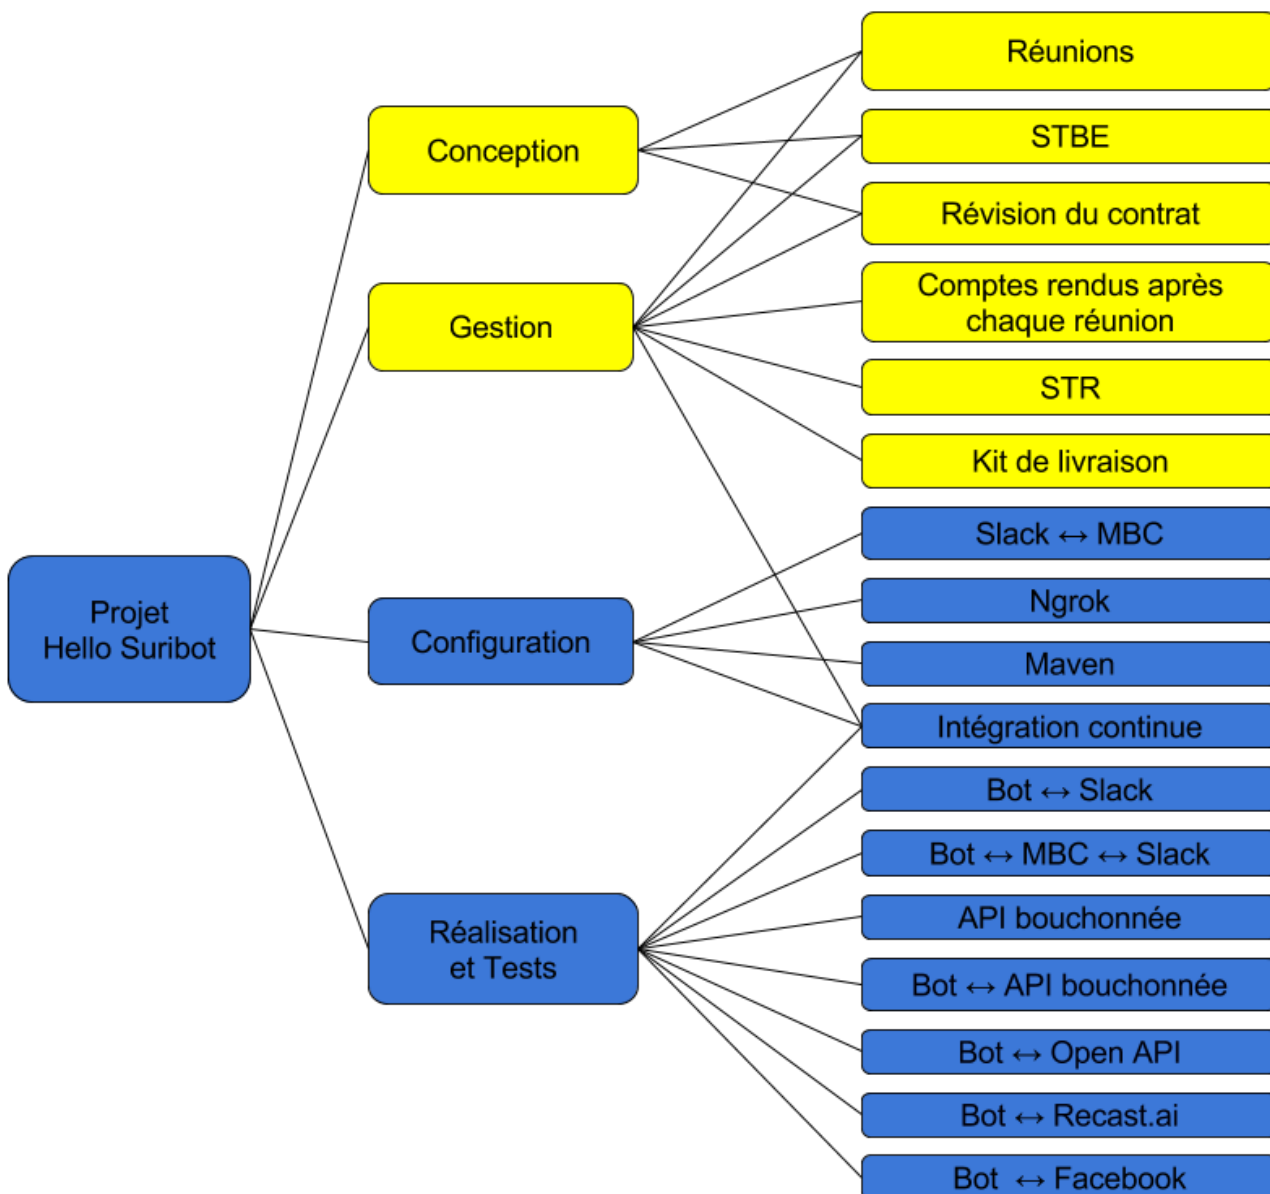 Projet
Hello Suribot
Conception
Gestion
Configuration
Réalisation
et Tests
Réunions
STBE
Révision du contrat
Comptes rendus après
chaque réunion
STR
Kit de livraison
Slack ↔ MBC
Ngrok
Maven
Intégration continue
Bot ↔ Slack
Bot ↔ MBC ↔ Slack
API bouchonnée
Bot ↔ API bouchonnée
Bot ↔ Open API
Bot ↔ Recast.ai
Bot ↔ Facebook